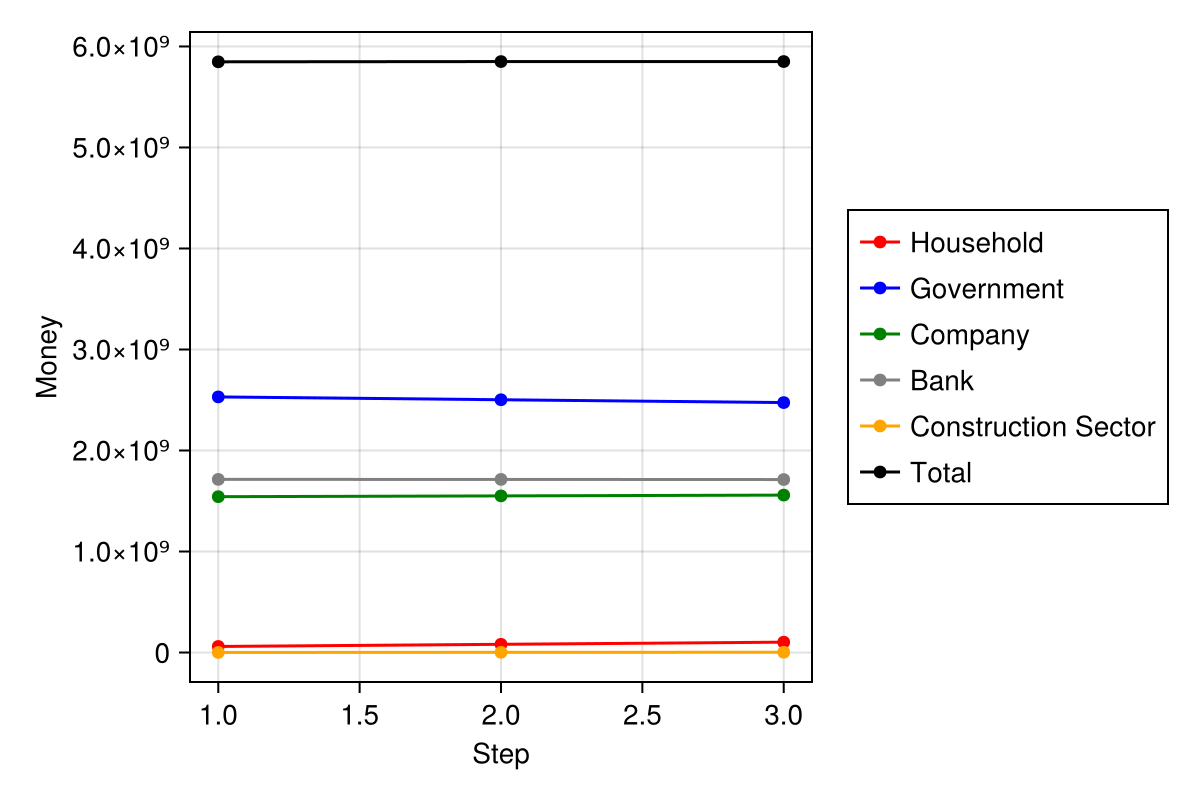 6.0×10⁹
5.0×10⁹
4.0×10⁹
3.0×10⁹
2.0×10⁹
1.0×10⁹
0
Money
1.0 1.5 2.0 2.5 3.0
Step
Household
Government
Company
Bank
Construction Sector
Total